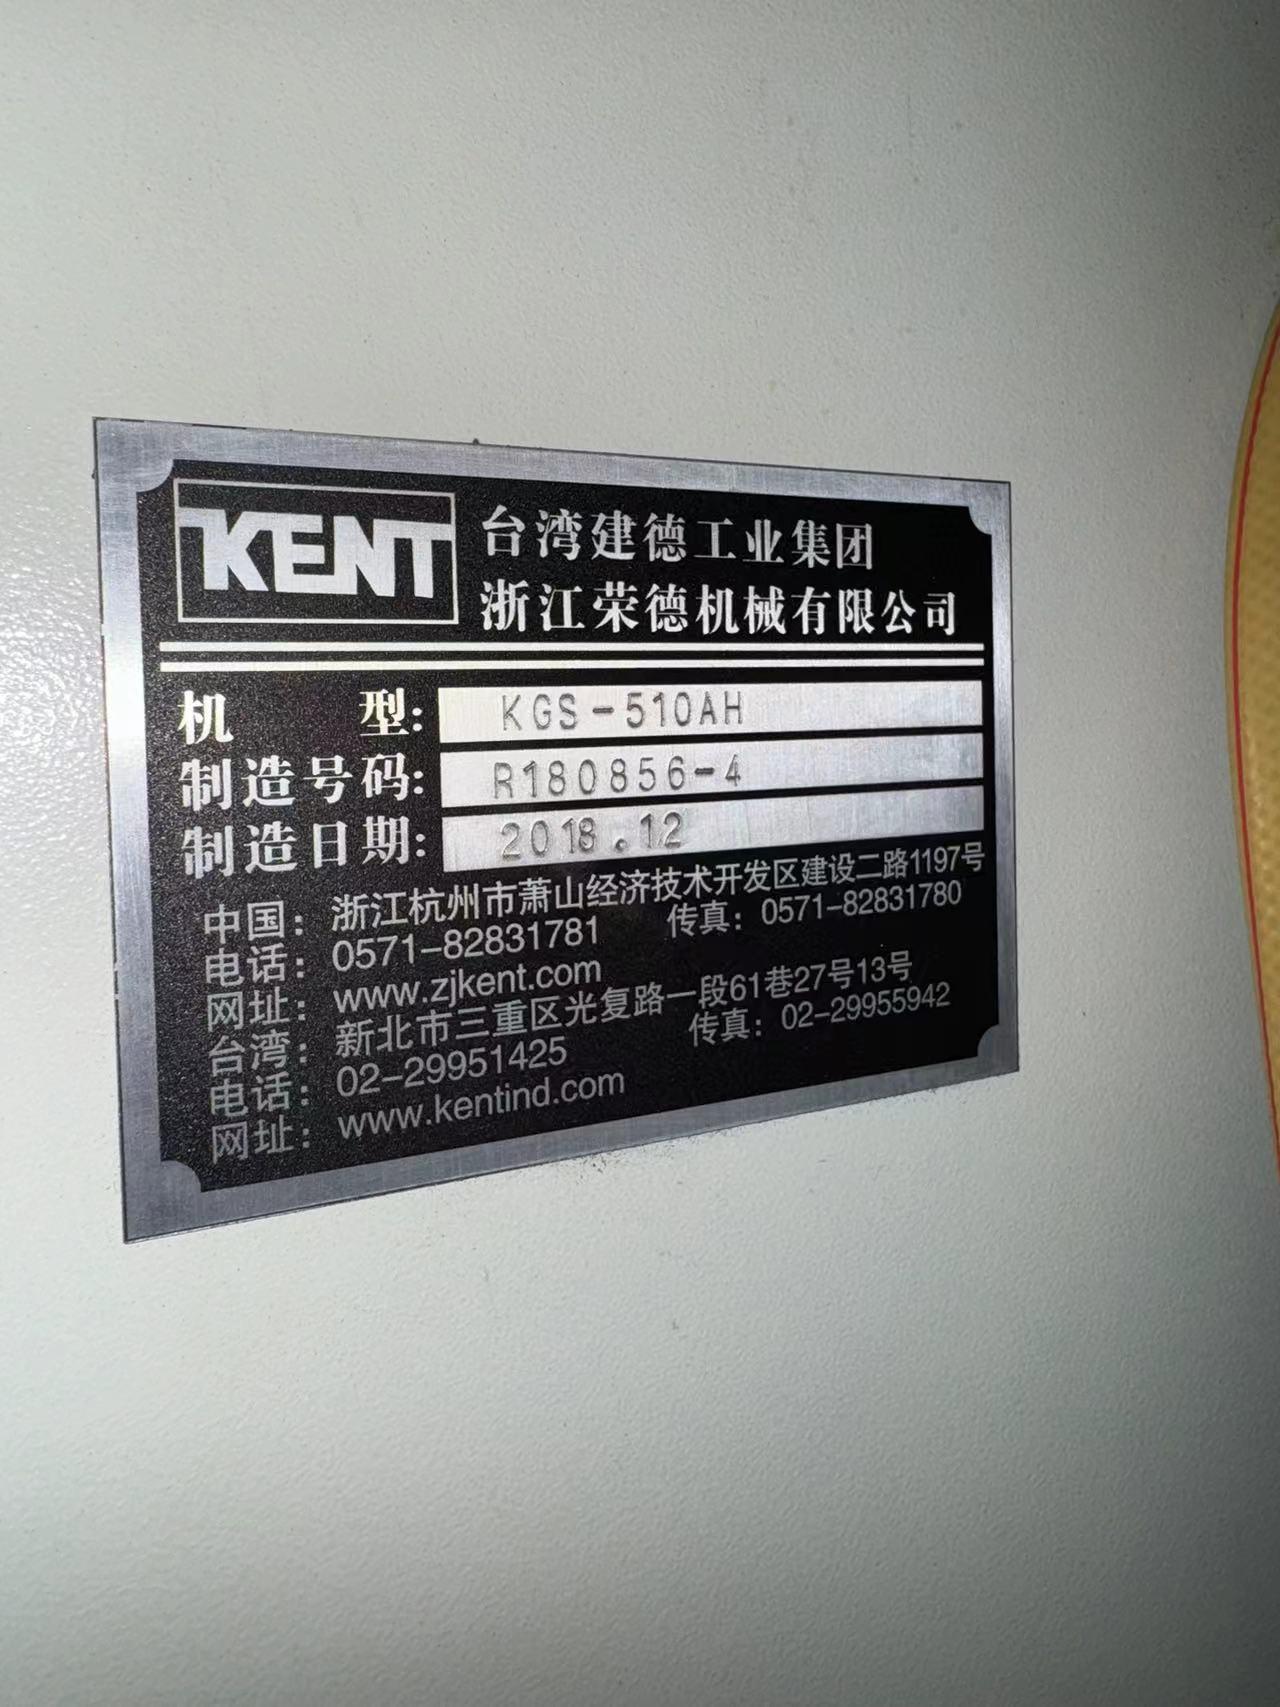 KENT
台湾建德工业集团
浙江荣德机械有限公司
机 型: KGS-510AH
制造号码: R180856-4
制造日期: 2018.12
中国: 浙江杭州市萧山经济技术开发区建设二路1197号
电话: 0571-82831781 传真: 0571-82831780
网址: www.zjkent.com
台湾: 新北市三重区光复路一段61巷27号13号
电话: 02-29951425 传真: 02-29955942
网址: www.kentind.com